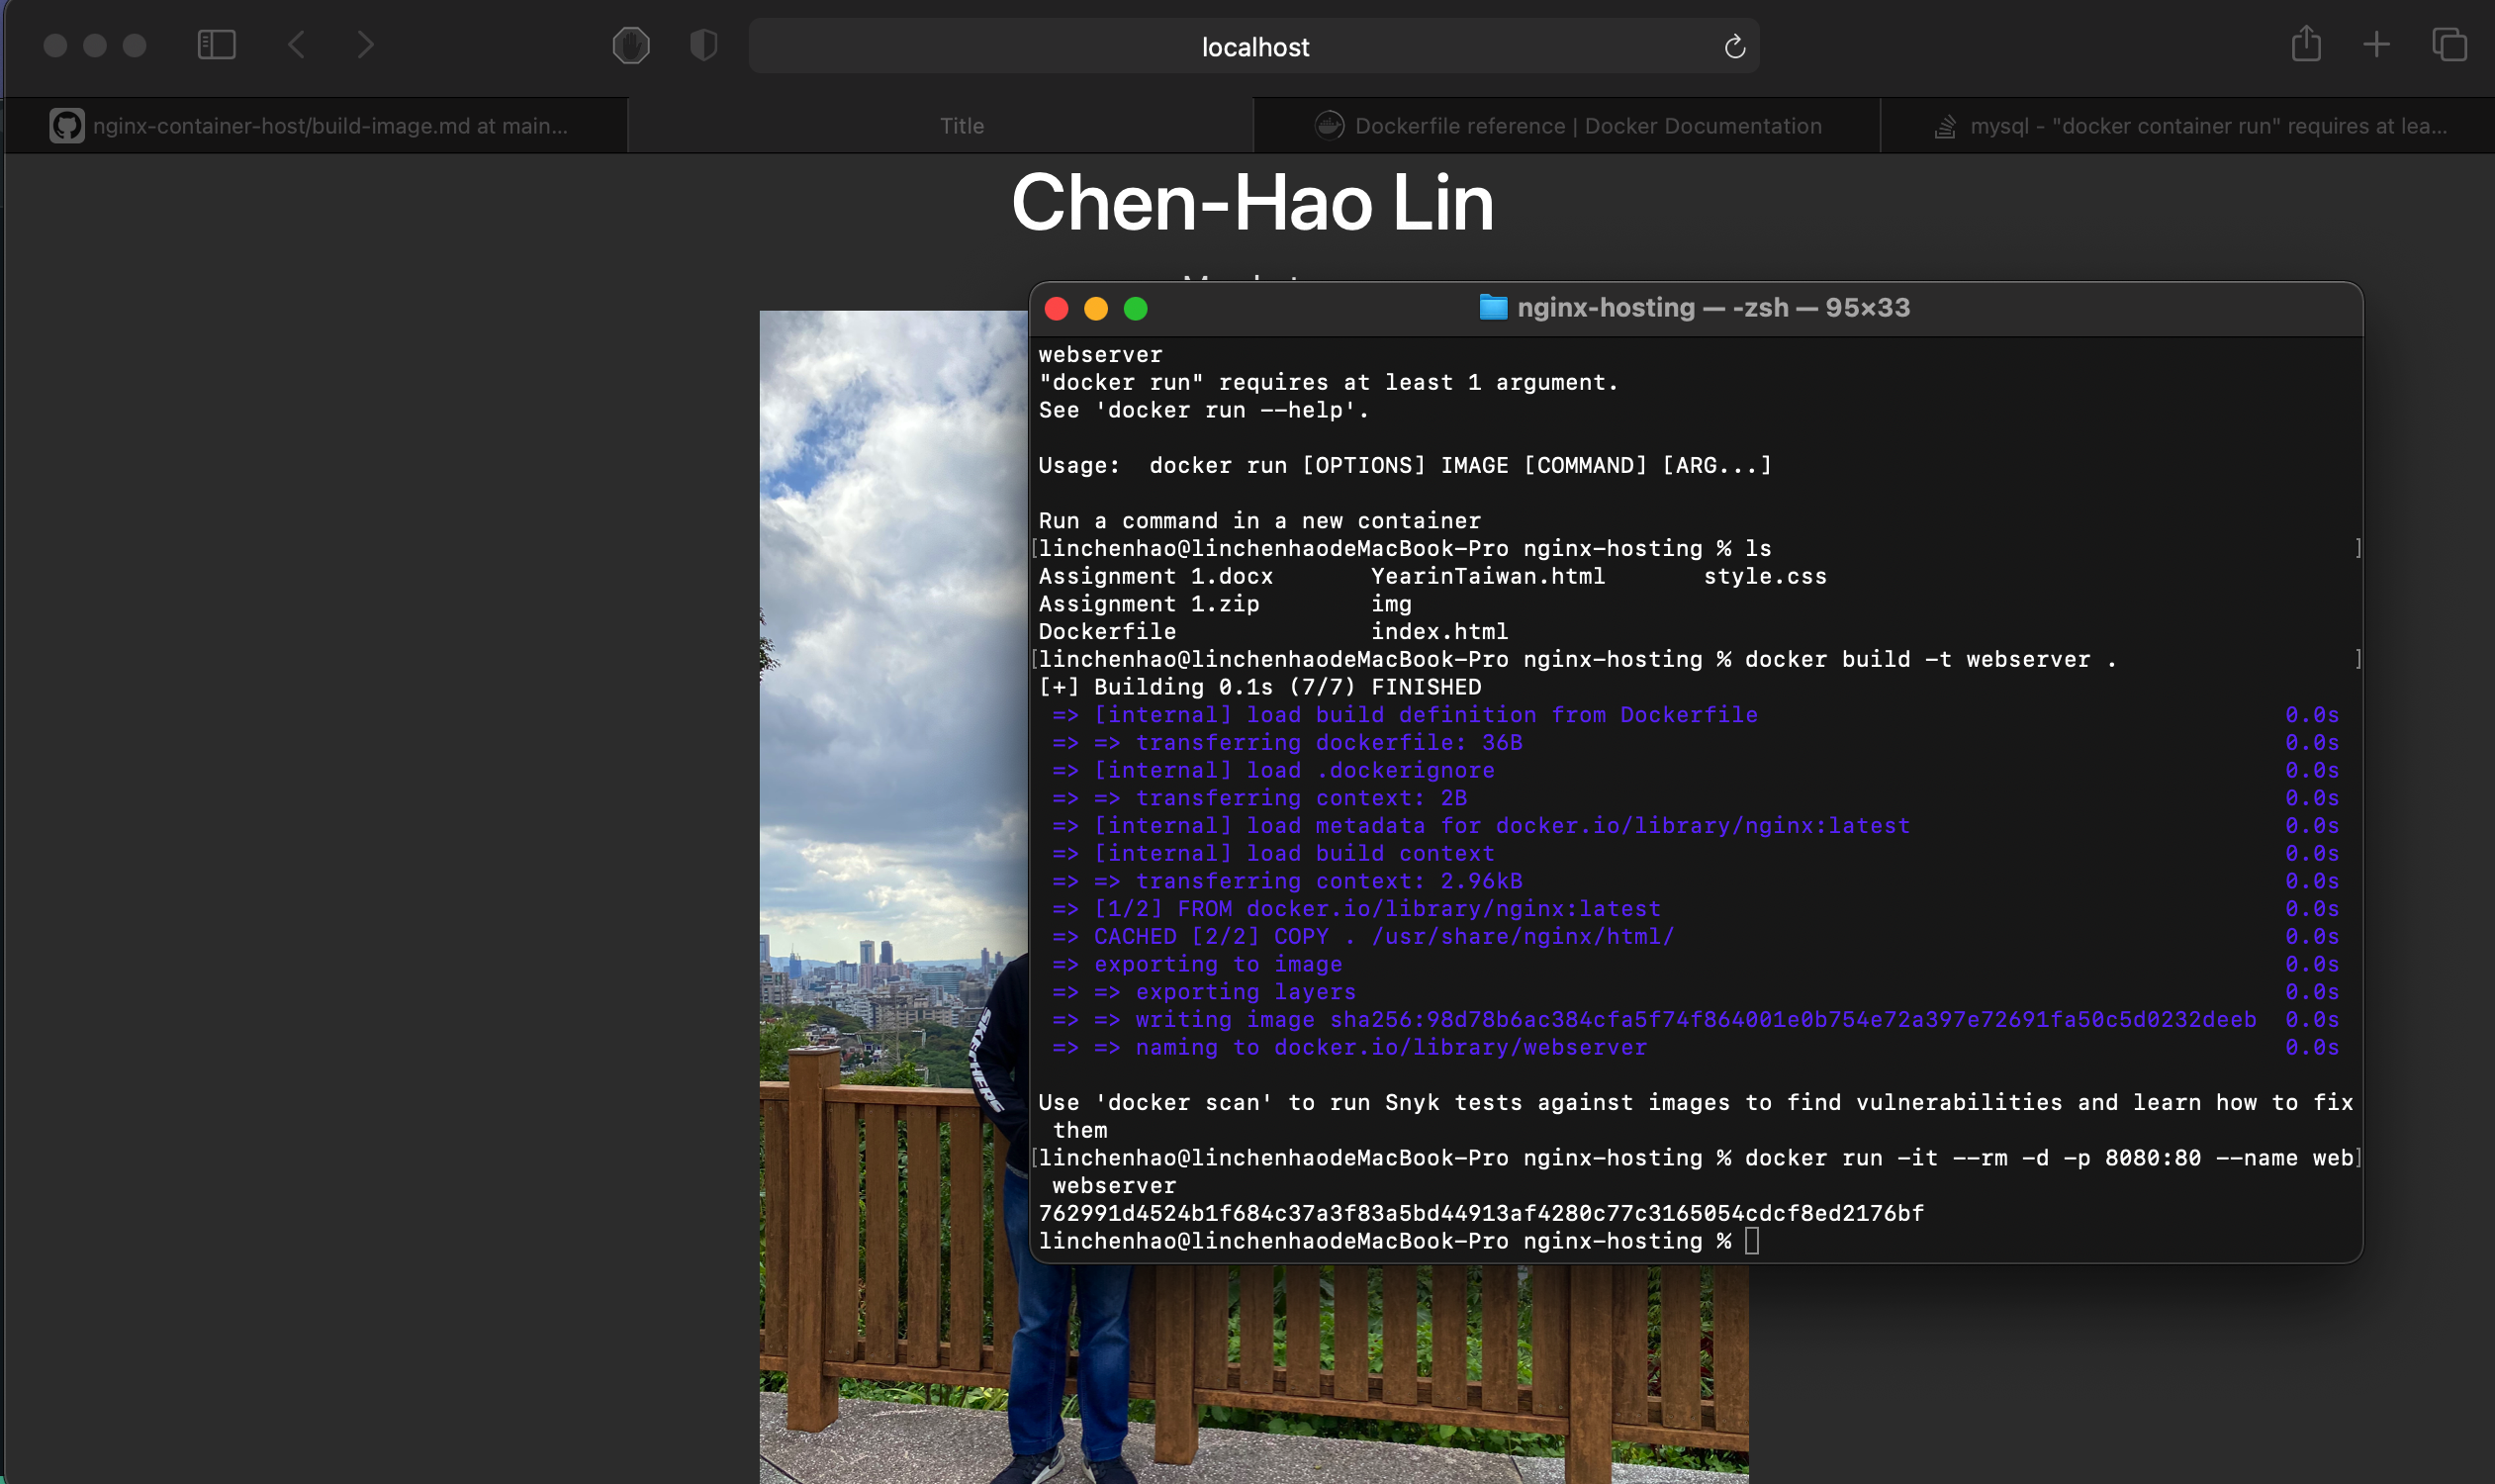 localhost
nginx-container-host/build-image.md at main...
Title
Dockerfile reference | Docker Documentation
mysql - "docker container run" requires at lea...
Chen-Hao Lin
nginx-hosting — -zsh — 95×33
webserver
"docker run" requires at least 1 argument.
See 'docker run --help'.
Usage:  docker run [OPTIONS] IMAGE [COMMAND] [ARG...]
Run a command in a new container
[linchenhao@linchenhaodeMacBook-Pro nginx-hosting % ls ]
Assignment 1.docx       YearinTaiwan.html       style.css
Assignment 1.zip        img
Dockerfile              index.html
[linchenhao@linchenhaodeMacBook-Pro nginx-hosting % docker build -t webserver . ]
[+] Building 0.1s (7/7) FINISHED
 => [internal] load build definition from Dockerfile 0.0s
 => => transferring dockerfile: 36B 0.0s
 => [internal] load .dockerignore 0.0s
 => => transferring context: 2B 0.0s
 => [internal] load metadata for docker.io/library/nginx:latest 0.0s
 => [internal] load build context 0.0s
 => => transferring context: 2.96kB 0.0s
 => [1/2] FROM docker.io/library/nginx:latest 0.0s
 => CACHED [2/2] COPY . /usr/share/nginx/html/ 0.0s
 => exporting to image 0.0s
 => => exporting layers 0.0s
 => => writing image sha256:98d78b6ac384cfa5f74f864001e0b754e72a397e72691fa50c5d0232deeb 0.0s
 => => naming to docker.io/library/webserver 0.0s
Use 'docker scan' to run Snyk tests against images to find vulnerabilities and learn how to fix
 them
[linchenhao@linchenhaodeMacBook-Pro nginx-hosting % docker run -it --rm -d -p 8080:80 --name web]
 webserver
762991d4524b1f684c37a3f83a5bd44913af4280c77c3165054cdcf8ed2176bf
linchenhao@linchenhaodeMacBook-Pro nginx-hosting %
SKECHERS